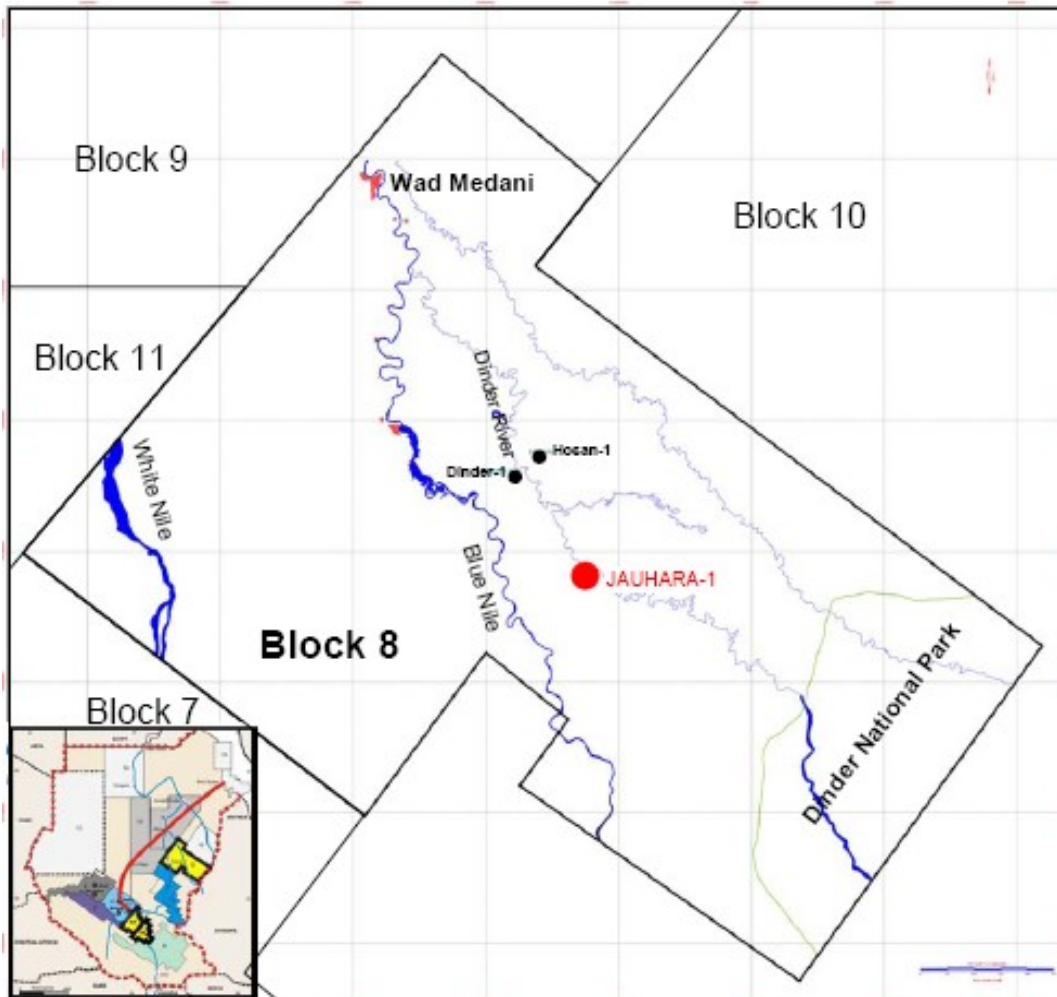 Block 9
Wad Medani
Block 10
Block 11
Dinder River
Hosan-1
Dinder-1
White Nile
Blue Nile
JAUHARA-1
Block 8
Dinder National Park
Block 7